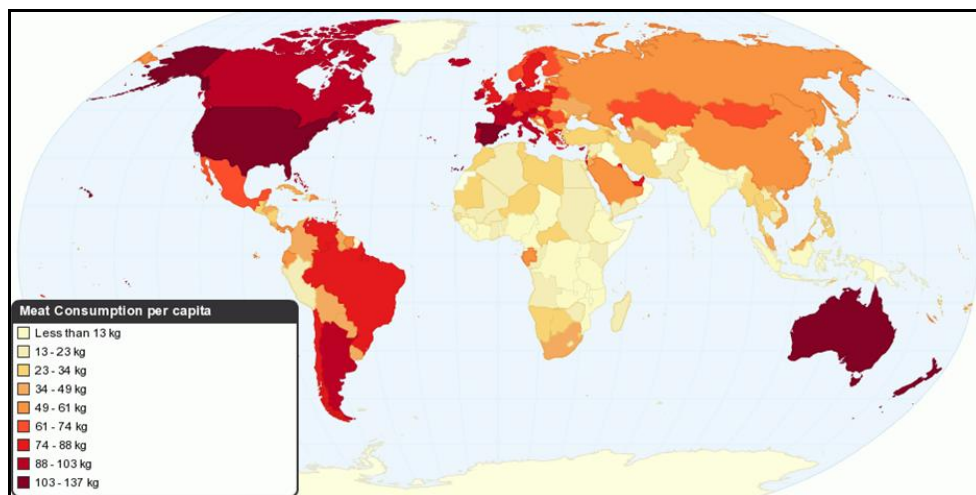 Meat Consumption per capita
Less than 13 kg
13 - 23 kg
23 - 34 kg
34 - 49 kg
49 - 61 kg
61 - 74 kg
74 - 88 kg
88 - 103 kg
103 - 137 kg